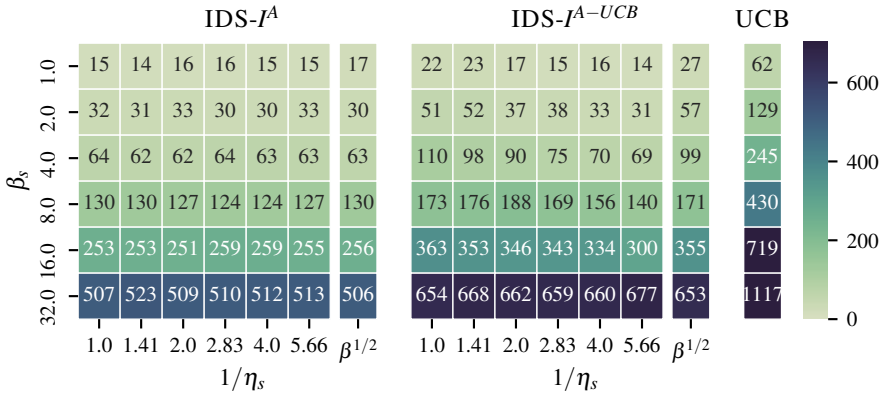 IDS-I^A IDS-I^{A−UCB} UCB
1.0 15 14 16 16 15 15 17 22 23 17 15 16 14 27 62
2.0 32 31 33 30 30 33 30 51 52 37 38 33 31 57 129
4.0 64 62 62 64 63 63 63 110 98 90 75 70 69 99 245
8.0 130 130 127 124 124 127 130 173 176 188 169 156 140 171 430
16.0 253 253 251 259 259 255 256 363 353 346 343 334 300 355 719
32.0 507 523 509 510 512 513 506 654 668 662 659 660 677 653 1117
β_s
1.0 1.41 2.0 2.83 4.0 5.66 β^{1/2} 1.0 1.41 2.0 2.83 4.0 5.66 β^{1/2}
1/η_s 1/η_s
600
400
200
0